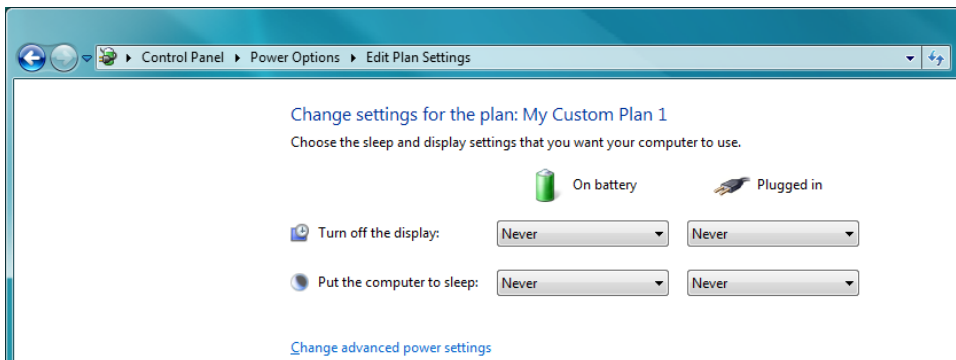 Control Panel ▸ Power Options ▸ Edit Plan Settings
Change settings for the plan: My Custom Plan 1
Choose the sleep and display settings that you want your computer to use.
On battery Plugged in
Turn off the display: Never Never
Put the computer to sleep: Never Never
Change advanced power settings